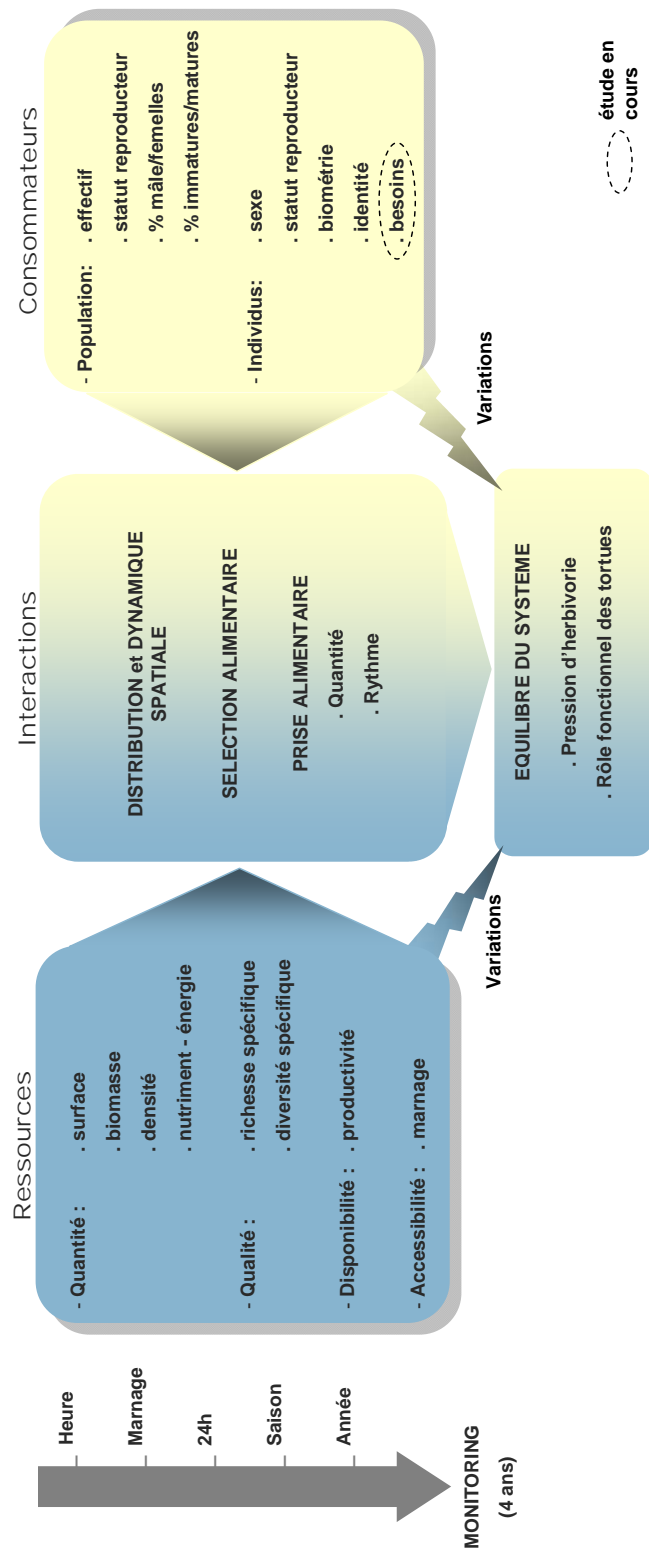 Heure
Marnage
24h
Saison
Année
MONITORING
(4 ans)
Ressources
- Quantité : . surface
. biomasse
. densité
. nutriment - énergie
- Qualité : . richesse spécifique
. diversité spécifique
- Disponibilité : . productivité
- Accessibilité : . marnage
Variations
Interactions
DISTRIBUTION et DYNAMIQUE
SPATIALE
SELECTION ALIMENTAIRE
PRISE ALIMENTAIRE
. Quantité
. Rythme
EQUILIBRE DU SYSTEME
. Pression d'herbivorie
. Rôle fonctionnel des tortues
Consommateurs
- Population: . effectif
. statut reproducteur
. % mâle/femelles
. % immatures/matures
- Individus: . sexe
. statut reproducteur
. biométrie
. identité
. besoins
Variations
étude en
cours